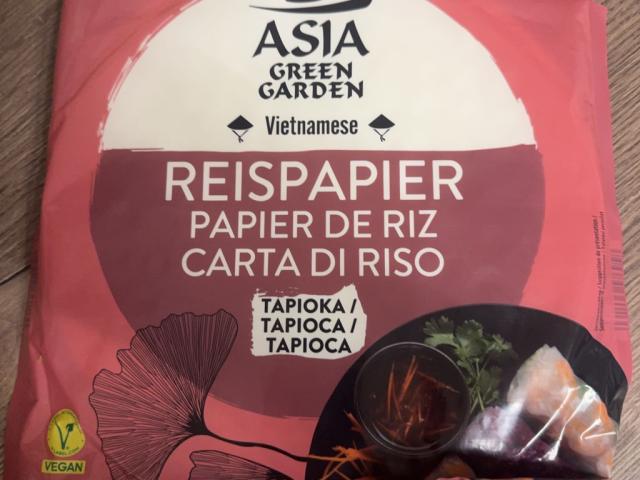 ASIA
GREEN
GARDEN
Vietnamese
REISPAPIER
PAPIER DE RIZ
CARTA DI RISO
TAPIOKA /
TAPIOCA /
TAPIOCA
V
VEGAN